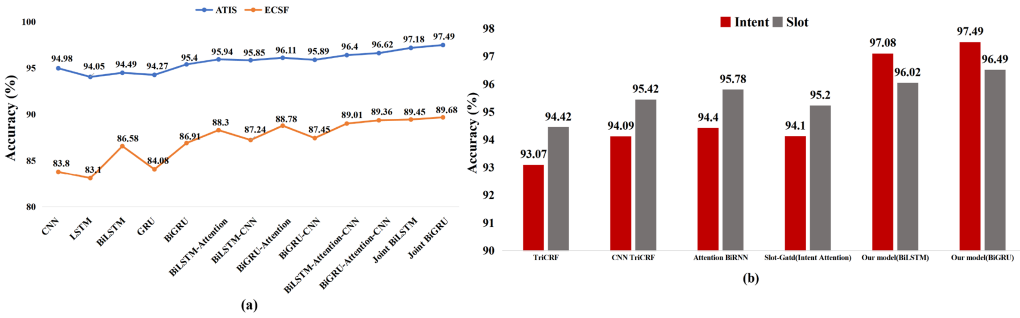 ATIS ECSF
Accuracy (%)
100
95
90
85
80
94.98 94.05 94.49 94.27 95.4 95.94 95.85 96.11 95.89 96.4 96.62 97.18 97.49
83.8 83.1 86.58 84.08 86.91 88.3 87.24 88.78 87.45 89.01 89.36 89.45 89.68
CNN
LSTM
BiLSTM
GRU
BiGRU
BiLSTM-Attention
BiLSTM-CNN
BiGRU-Attention
BiGRU-CNN
BiLSTM-Attention-CNN
BiGRU-Attention-CNN
Joint BiLSTM
Joint BiGRU
(a)
Intent Slot
Accuracy (%)
98
97
96
95
94
93
92
91
90
93.07 94.42 94.09 95.42 94.4 95.78 94.1 95.2 97.08 96.02 97.49 96.49
TriCRF CNN TriCRF Attention BiRNN Slot-Gatd(Intent Attention) Our model(BiLSTM) Our model(BiGRU)
(b)